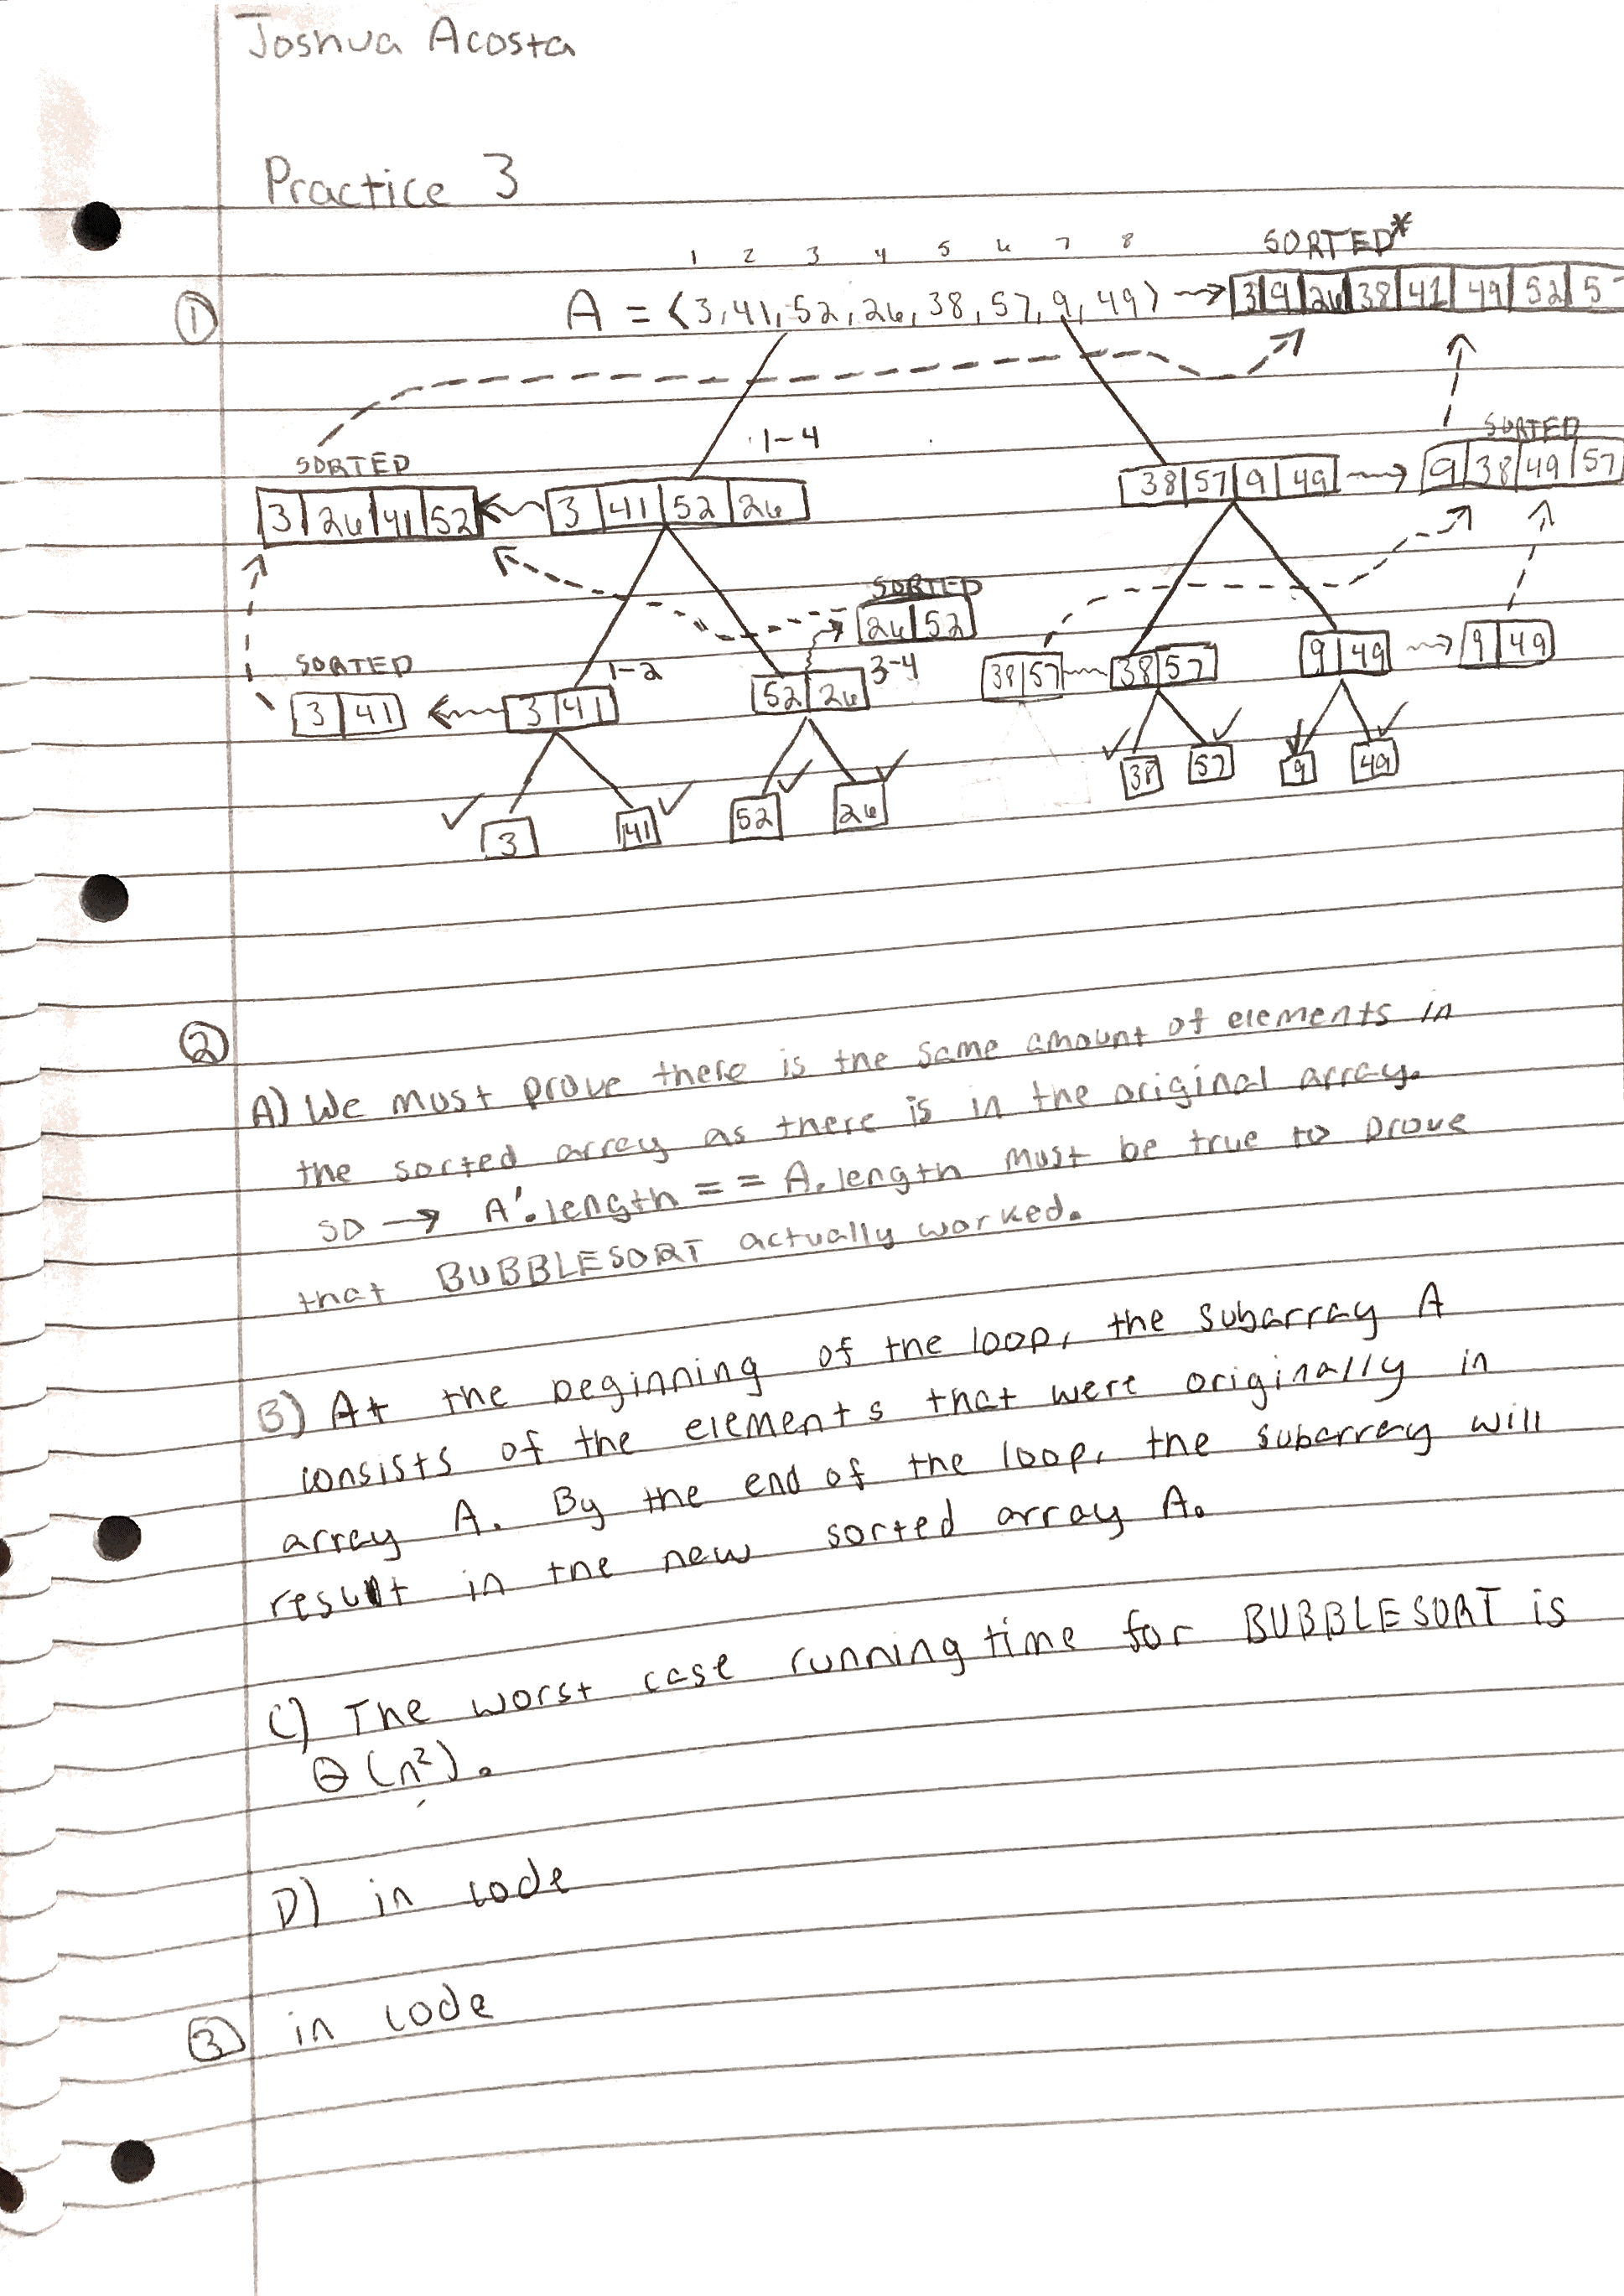 Joshua Acosta
Practice 3
1 2 3 4 5 6 7 8 SORTED*
① A = ⟨3, 41, 52, 26, 38, 57, 9, 49⟩ → 3 9 26 38 41 49 52 5
1-4
SORTED SORTED
3 26 41 52 ← 3 41 52 26 38 57 9 49 → 9 38 49 57
SORTED
26 52
SORTED 1-2 3-4
3 41 ← 3 41 52 26 38 57 38 57 9 49 → 9 49
✓ 3 41 ✓ 52 ✓ 26 ✓ ✓ 38 57 ✓ 9 49 ✓
②
A) We must prove there is the same amount of elements in
the sorted array as there is in the original array.
SO → A'.length == A.length must be true to prove
that BUBBLESORT actually worked.
B) At the beginning of the loop, the subarray A
consists of the elements that were originally in
array A. By the end of the loop, the subarray will
result in the new sorted array A.
C) The worst case running time for BUBBLESORT is
Θ(n²).
D) in code
③ in code